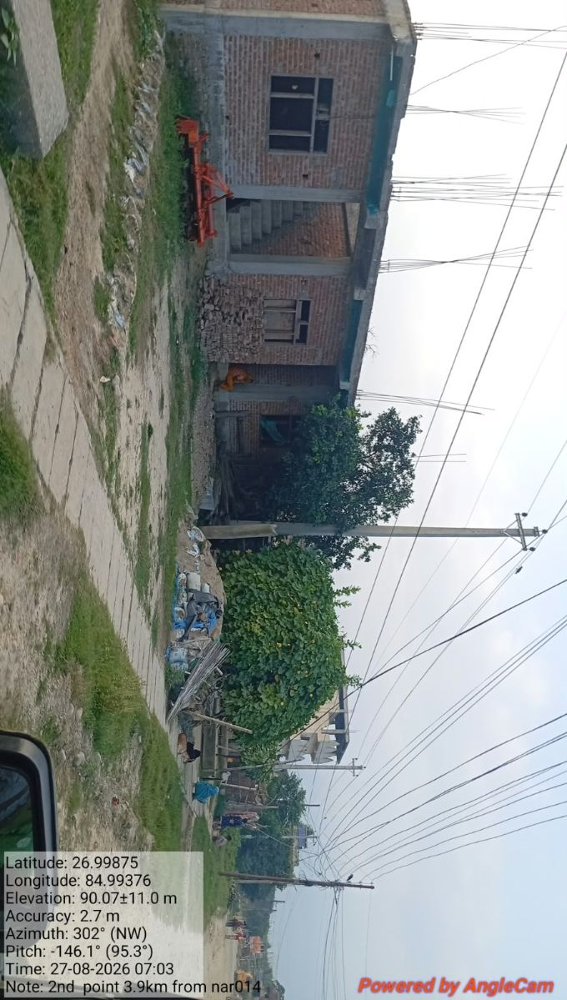 Latitude: 26.99875
Longitude: 84.99376
Elevation: 90.07±11.0 m
Accuracy: 2.7 m
Azimuth: 302° (NW)
Pitch: -146.1° (95.3°)
Time: 27-08-2026 07:03
Note: 2nd  point 3.9km from nar014
Powered by AngleCam